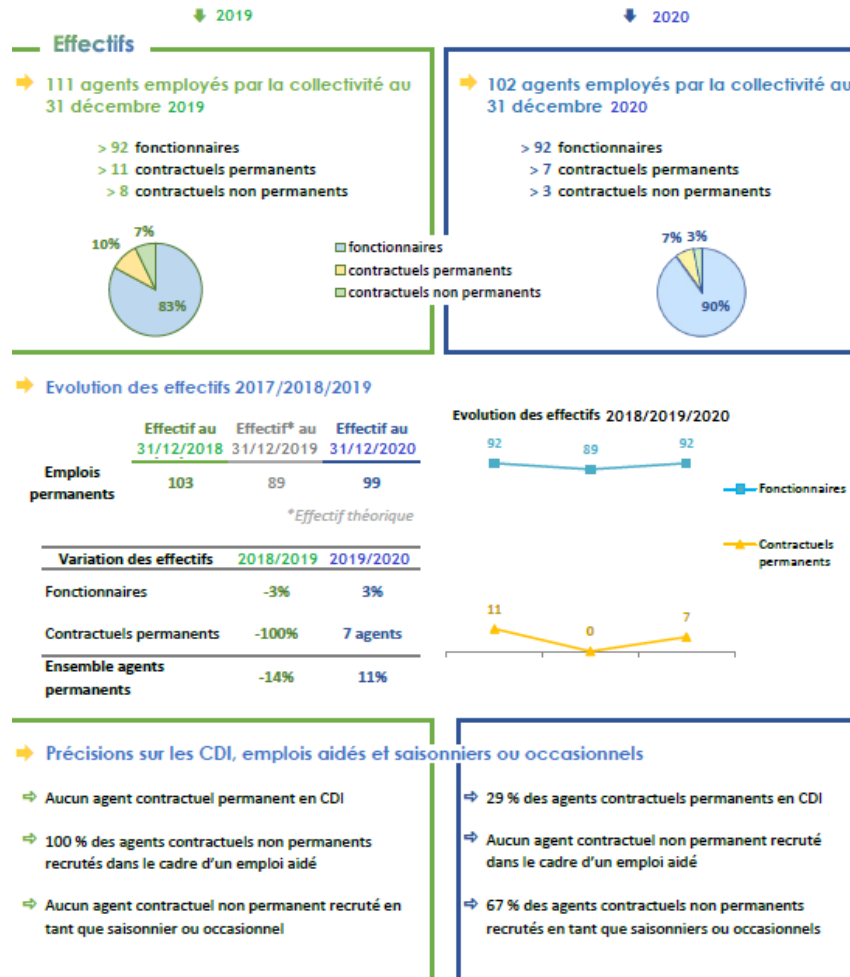 2019
2020
Effectifs
111 agents employés par la collectivité au
31 décembre 2019
> 92 fonctionnaires
> 11 contractuels permanents
> 8 contractuels non permanents
7%
10%
83%
fonctionnaires
contractuels permanents
contractuels non permanents
102 agents employés par la collectivité au
31 décembre 2020
> 92 fonctionnaires
> 7 contractuels permanents
> 3 contractuels non permanents
7% 3%
90%
Evolution des effectifs 2017/2018/2019
Effectif au Effectif* au Effectif au
31/12/2018 31/12/2019 31/12/2020
Emplois
permanents
103 89 99
*Effectif théorique
Variation des effectifs 2018/2019 2019/2020
Fonctionnaires -3% 3%
Contractuels permanents -100% 7 agents
Ensemble agents
permanents
-14% 11%
Evolution des effectifs 2018/2019/2020
92 89 92
Fonctionnaires
Contractuels
permanents
11 0 7
Précisions sur les CDI, emplois aidés et saisonniers ou occasionnels
Aucun agent contractuel permanent en CDI
100 % des agents contractuels non permanents
recrutés dans le cadre d'un emploi aidé
Aucun agent contractuel non permanent recruté en
tant que saisonnier ou occasionnel
29 % des agents contractuels permanents en CDI
Aucun agent contractuel non permanent recruté
dans le cadre d'un emploi aidé
67 % des agents contractuels non permanents
recrutés en tant que saisonniers ou occasionnels